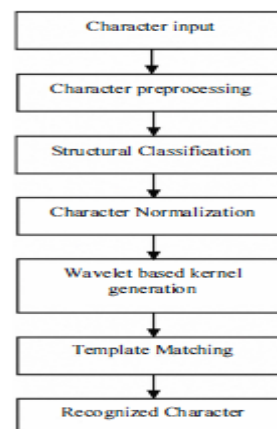 Character input
Character preprocessing
Structural Classification
Character Normalization
Wavelet based kernel
generation
Template Matching
Recognized Character